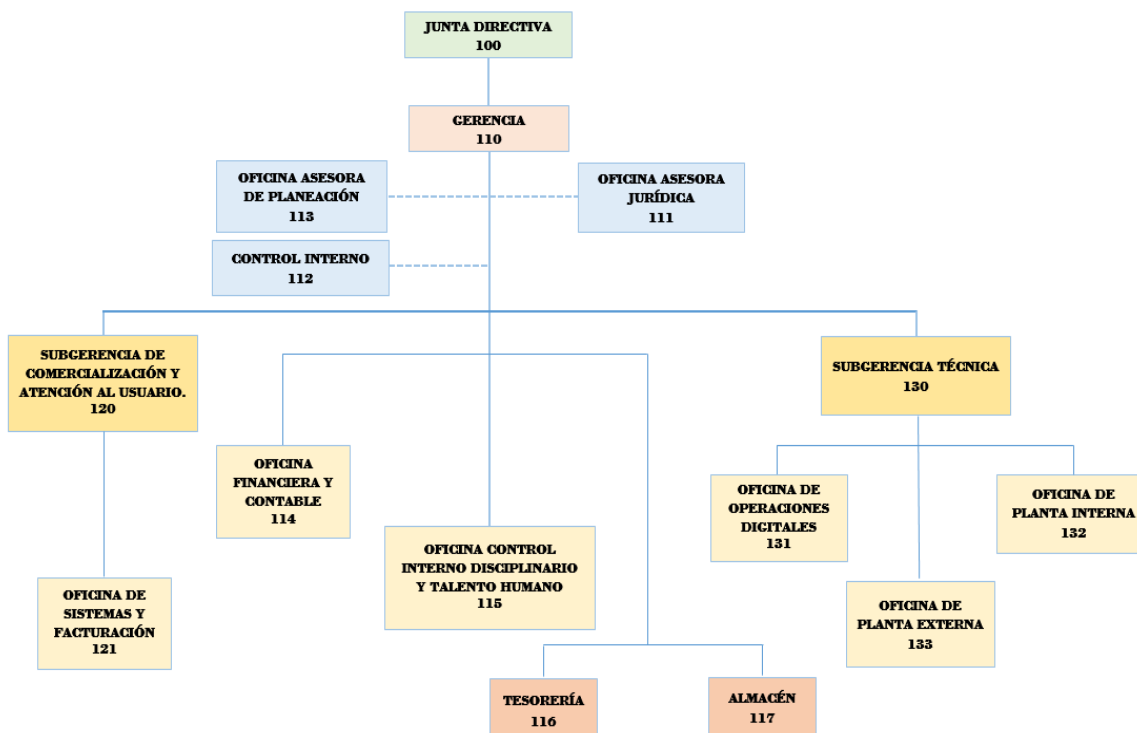 JUNTA DIRECTIVA
100
GERENCIA
110
OFICINA ASESORA
DE PLANEACIÓN
113
OFICINA ASESORA
JURÍDICA
111
CONTROL INTERNO
112
SUBGERENCIA DE
COMERCIALIZACIÓN Y
ATENCIÓN AL USUARIO.
120
SUBGERENCIA TÉCNICA
130
OFICINA
FINANCIERA Y
CONTABLE
114
OFICINA DE
OPERACIONES
DIGITALES
131
OFICINA DE
PLANTA INTERNA
132
OFICINA CONTROL
INTERNO DISCIPLINARIO
Y TALENTO HUMANO
115
OFICINA DE
SISTEMAS Y
FACTURACIÓN
121
OFICINA DE
PLANTA EXTERNA
133
TESORERÍA
116
ALMACÉN
117